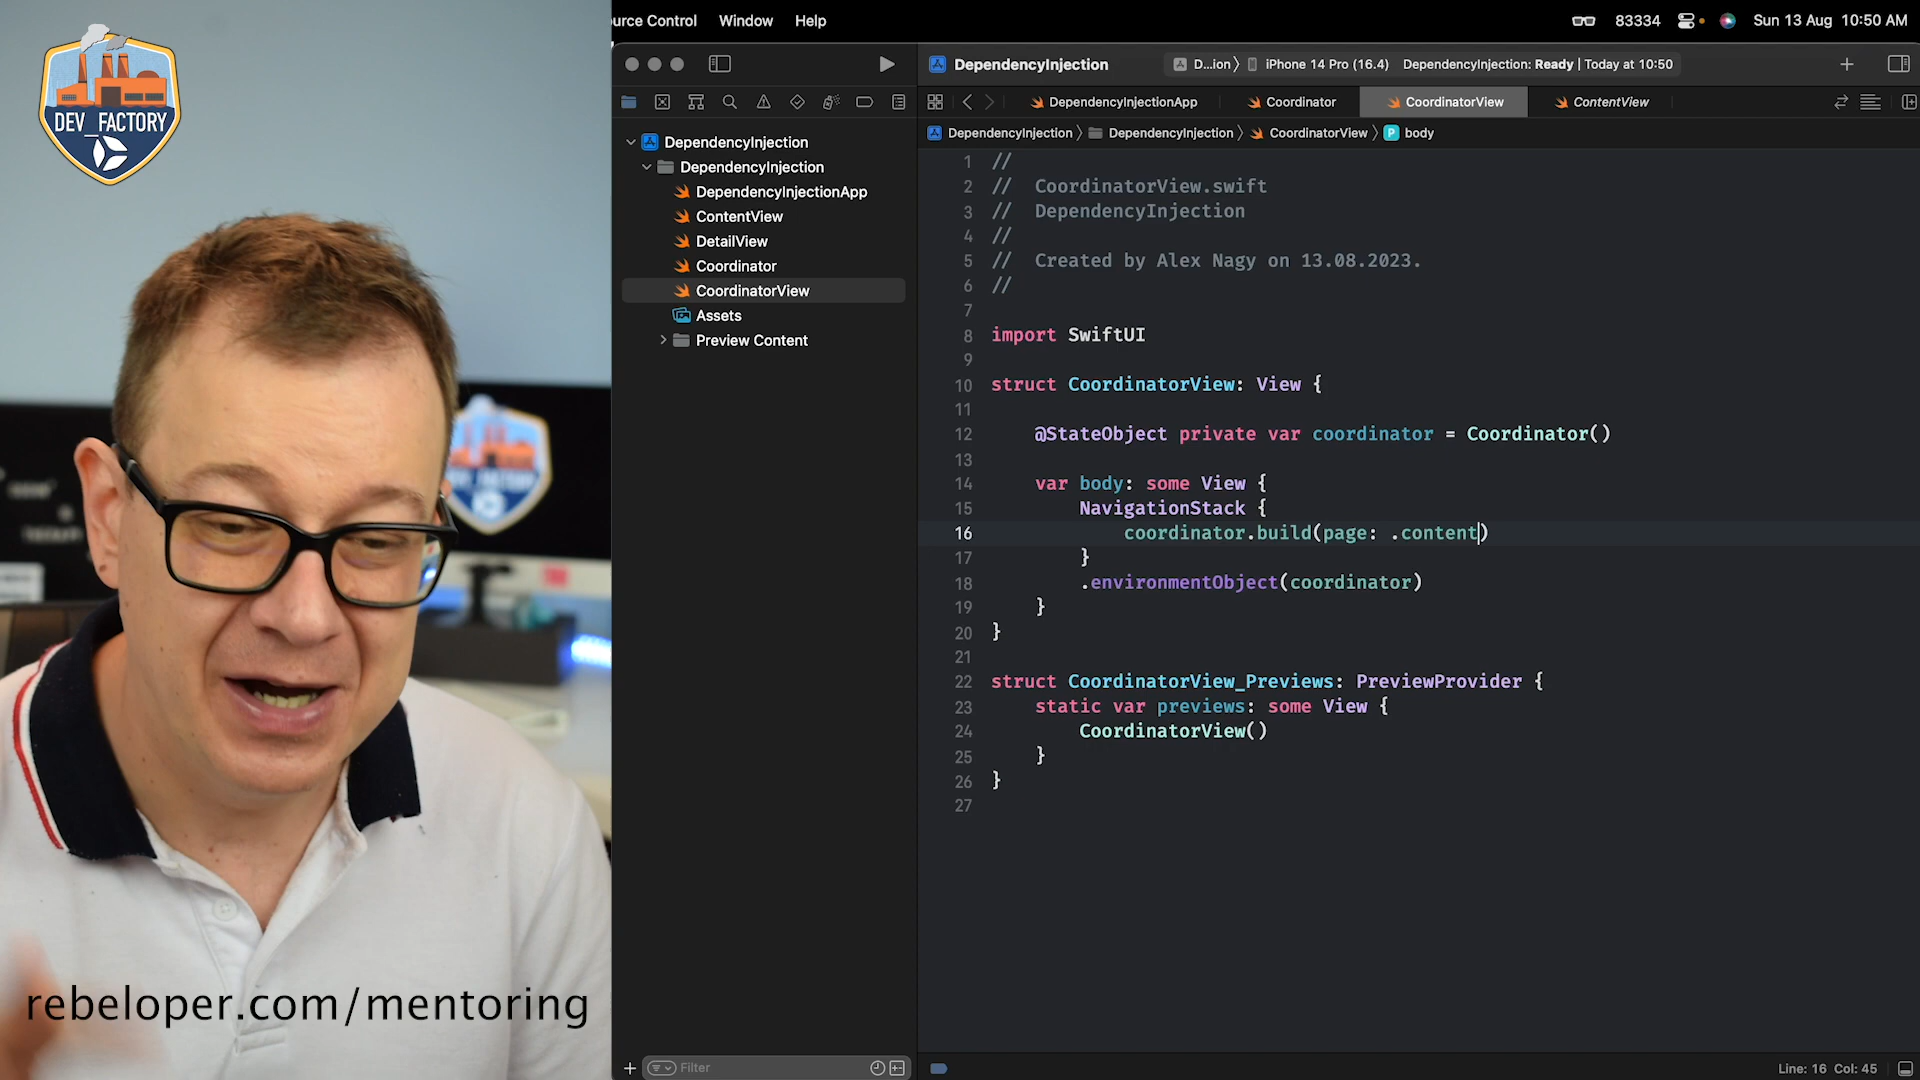 DEV_FACTORY
rebeloper.com/mentoring
urce Control Window Help
83334 Sun 13 Aug 10:50 AM
DependencyInjection
D...ion〉 iPhone 14 Pro (16.4) DependencyInjection: Ready | Today at 10:50
DependencyInjectionApp Coordinator CoordinatorView ContentView
DependencyInjection 〉 DependencyInjection 〉 CoordinatorView 〉 P body
DependencyInjection
DependencyInjection
DependencyInjectionApp
ContentView
DetailView
Coordinator
CoordinatorView
Assets
Preview Content
Filter
1 //
2 //  CoordinatorView.swift
3 //  DependencyInjection
4 //
5 //  Created by Alex Nagy on 13.08.2023.
6 //
7
8 import SwiftUI
9
10 struct CoordinatorView: View {
11
12     @StateObject private var coordinator = Coordinator()
13
14     var body: some View {
15         NavigationStack {
16             coordinator.build(page: .content)
17         }
18         .environmentObject(coordinator)
19     }
20 }
21
22 struct CoordinatorView_Previews: PreviewProvider {
23     static var previews: some View {
24         CoordinatorView()
25     }
26 }
27
Line: 16 Col: 45